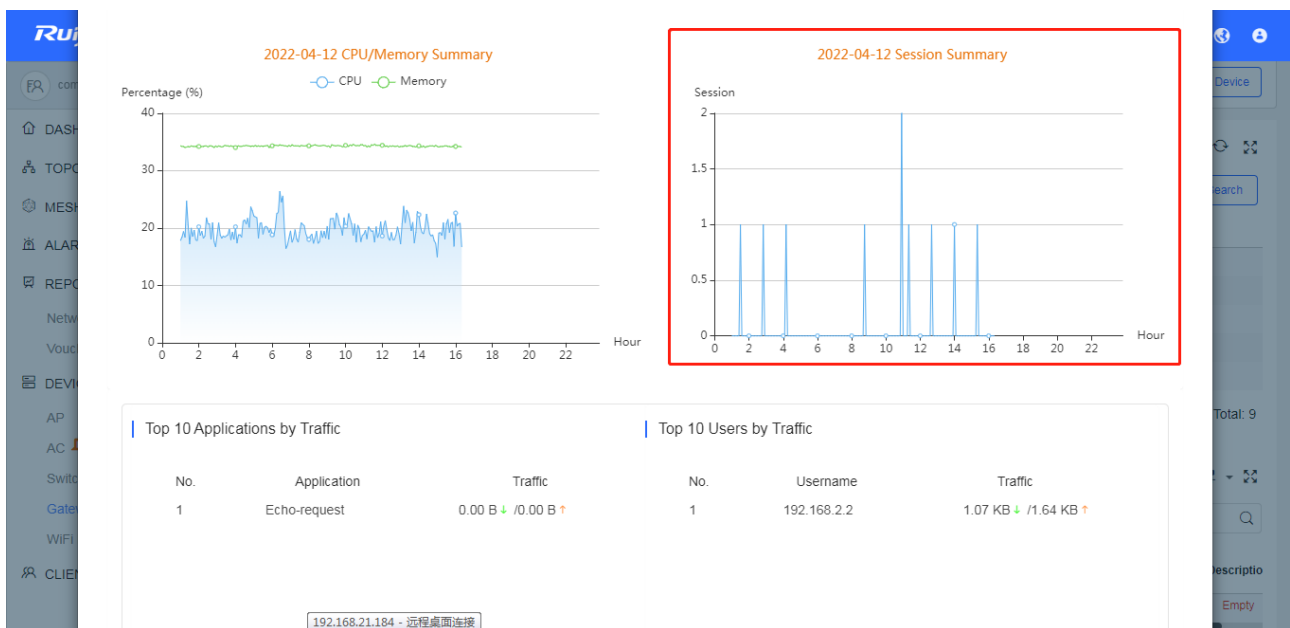 Rui
2022-04-12 CPU/Memory Summary
2022-04-12 Session Summary
CPU Memory
Percentage (%)
40
30
20
10
0
0 2 4 6 8 10 12 14 16 18 20 22
Hour
Session
2
1.5
1
0.5
0
0 2 4 6 8 10 12 14 16 18 20 22
Hour
com
DASH
TOPO
MESH
ALAR
REPO
Netw
Vouc
DEVI
AP
AC
Switc
Gate
WiFi
CLIEN
Device
earch
Total: 9
Descriptio
Empty
Top 10 Applications by Traffic
No. Application Traffic
1 Echo-request 0.00 B↓ /0.00 B↑
Top 10 Users by Traffic
No. Username Traffic
1 192.168.2.2 1.07 KB↓ /1.64 KB↑
192.168.21.184 - 远程桌面连接